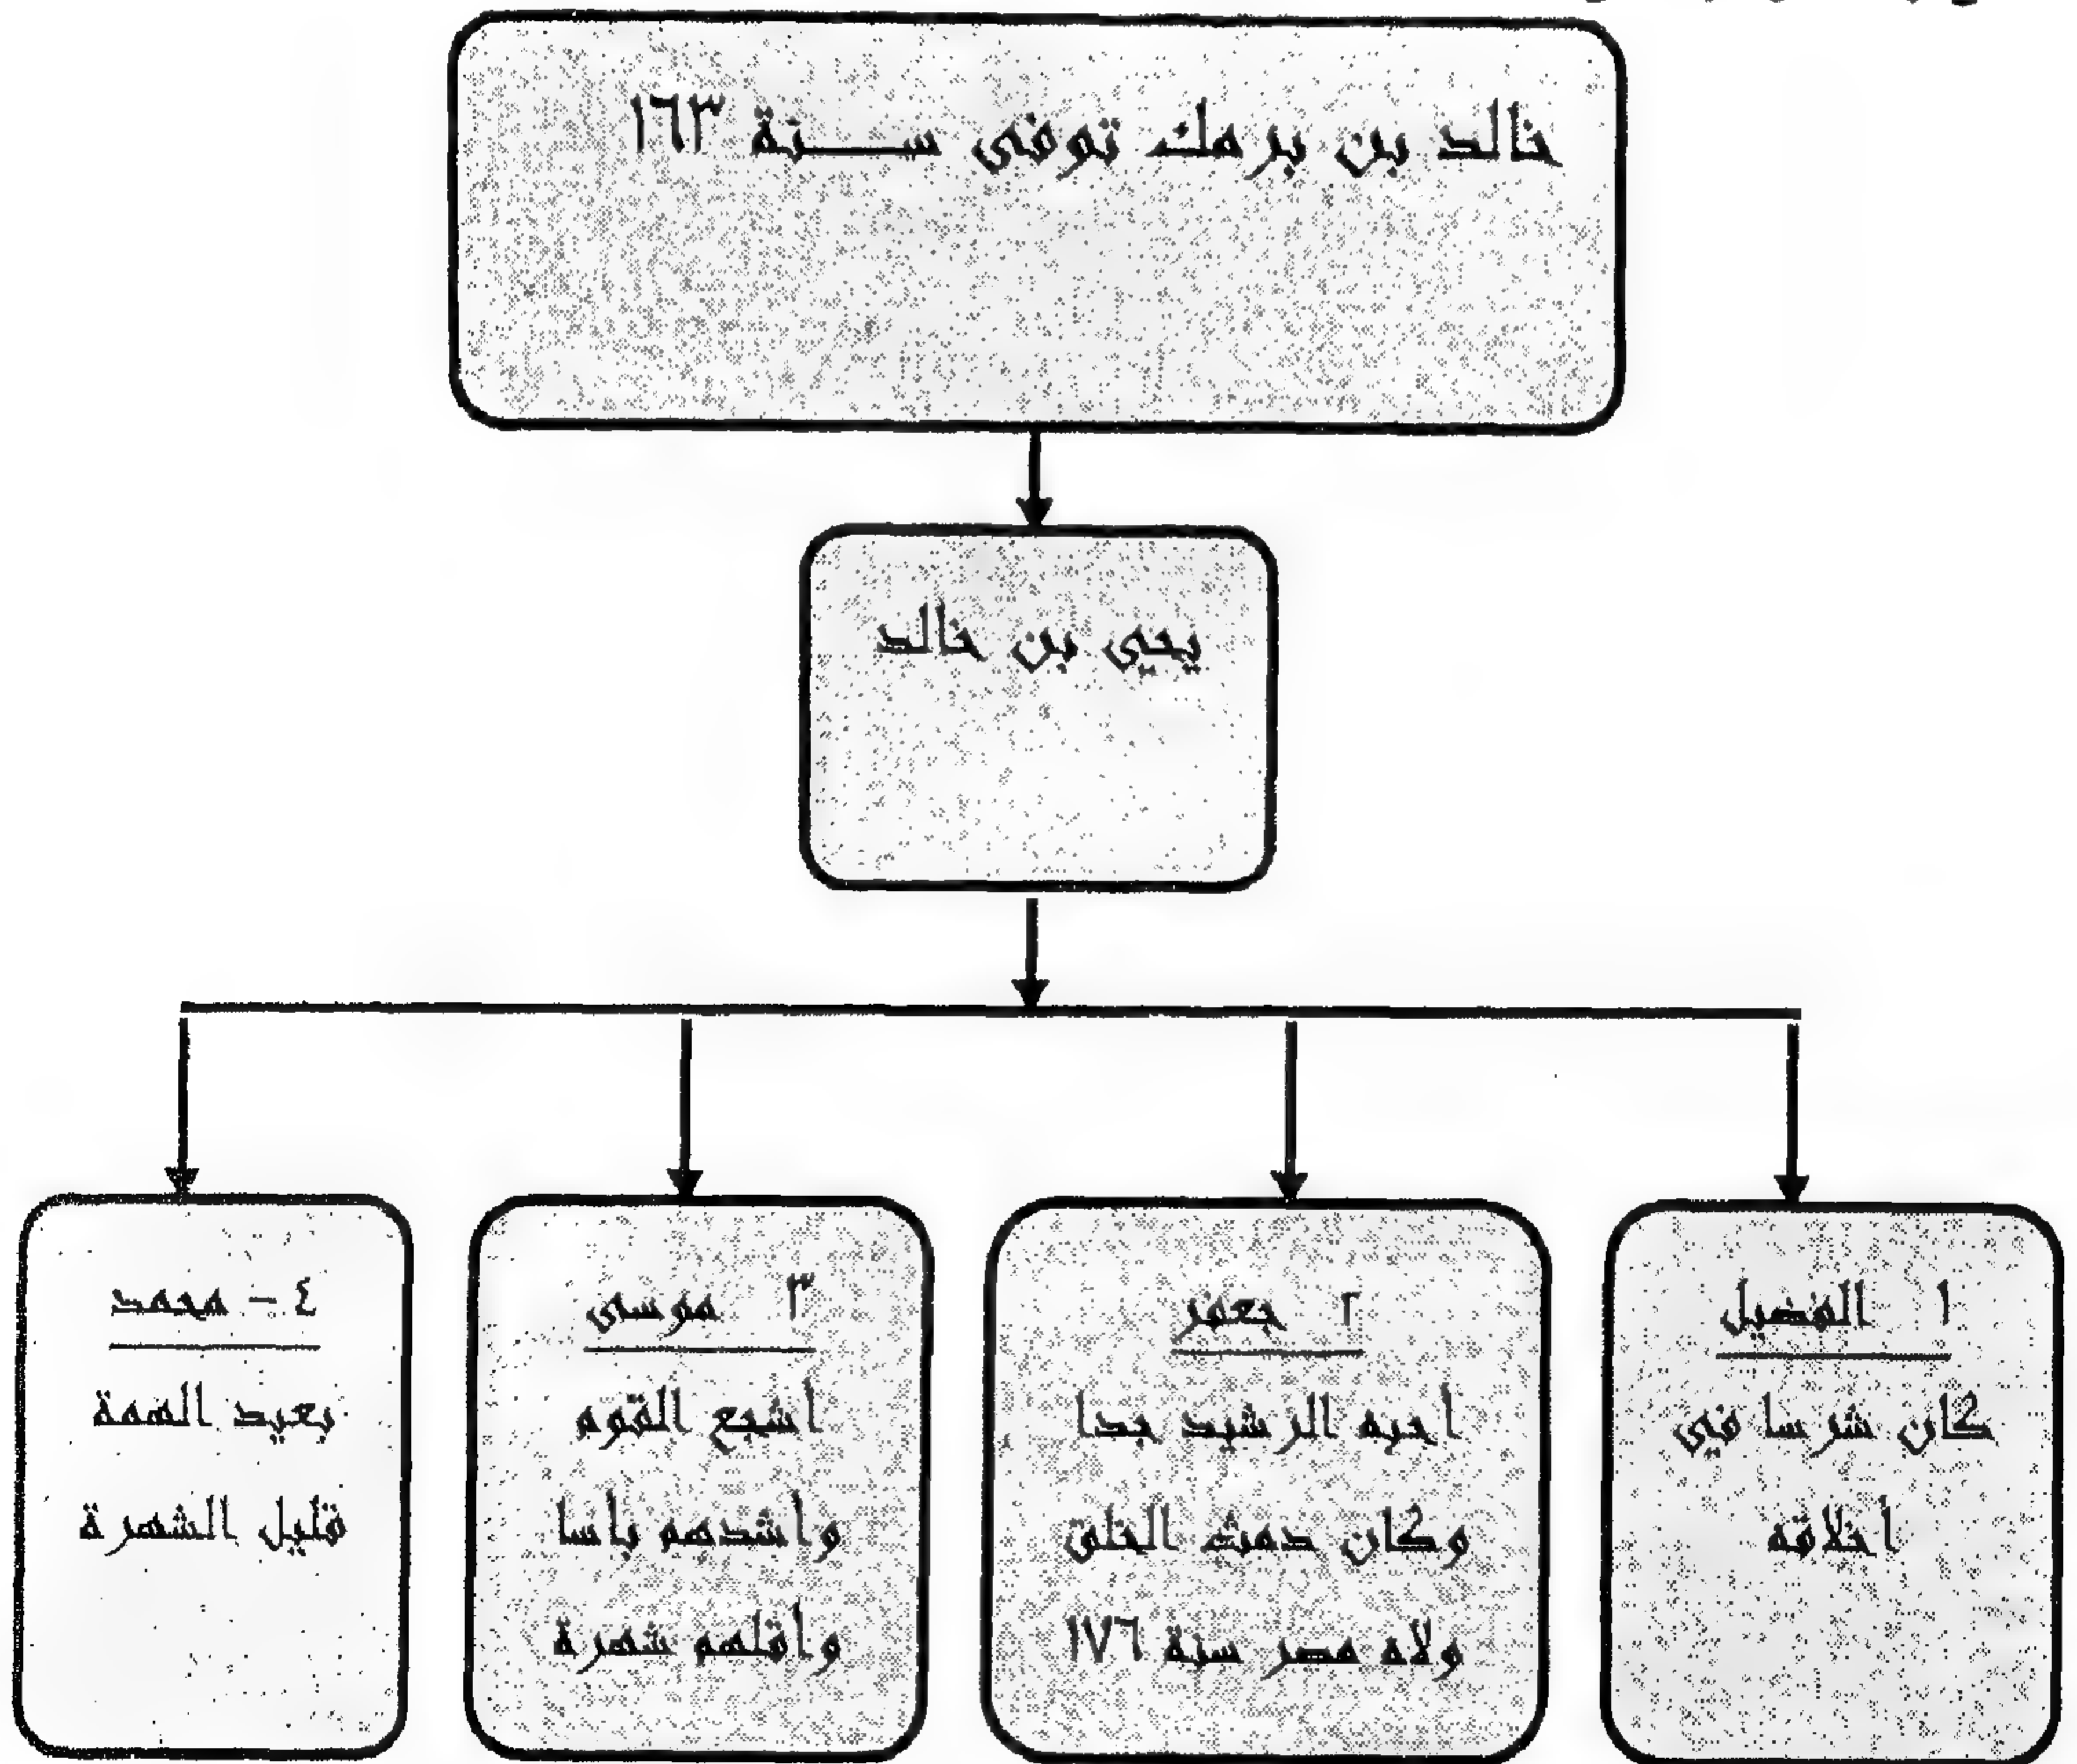 خالد بن برمك توفى سنة ١٦٣
يحيى بن خالد
١ الفضيل
كان شرسا في
أخلاقه
٢ جعفر
أحبه الرشيد جدا
وكان دمث الخلق
ولاه مصر سنة ١٧٦
٣ موسى
أشجع القوم
وأشدهم بأسا
وأقلهم شهرة
٤ - محمد
بعيد الهمة
قليل الشهرة